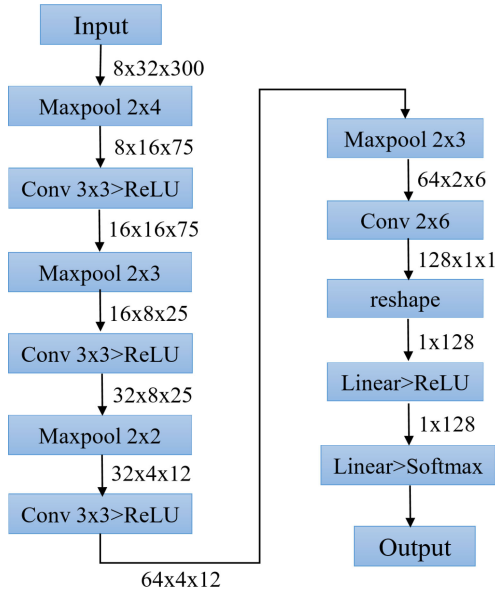 Input
8x32x300
Maxpool 2x4
8x16x75
Conv 3x3>ReLU
16x16x75
Maxpool 2x3
16x8x25
Conv 3x3>ReLU
32x8x25
Maxpool 2x2
32x4x12
Conv 3x3>ReLU
64x4x12
Maxpool 2x3
64x2x6
Conv 2x6
128x1x1
reshape
1x128
Linear>ReLU
1x128
Linear>Softmax
Output